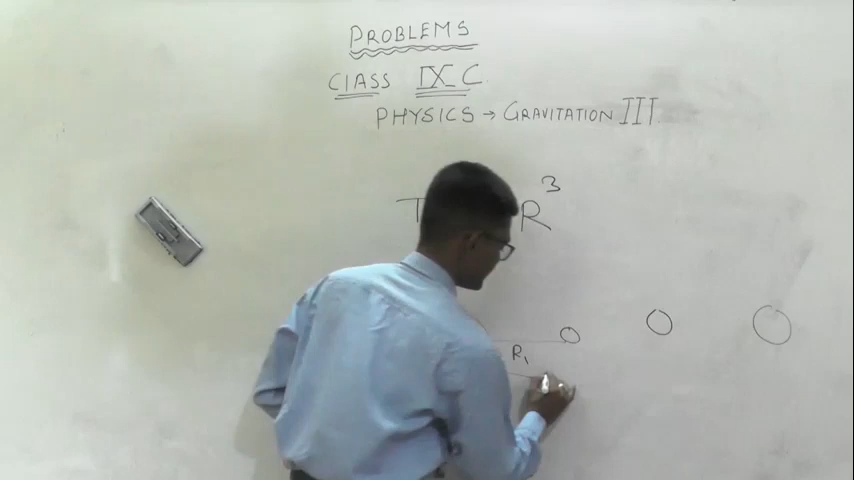 PROBLEMS
CLASS IX C.
PHYSICS → GRAVITATION III.
T R³
R₁